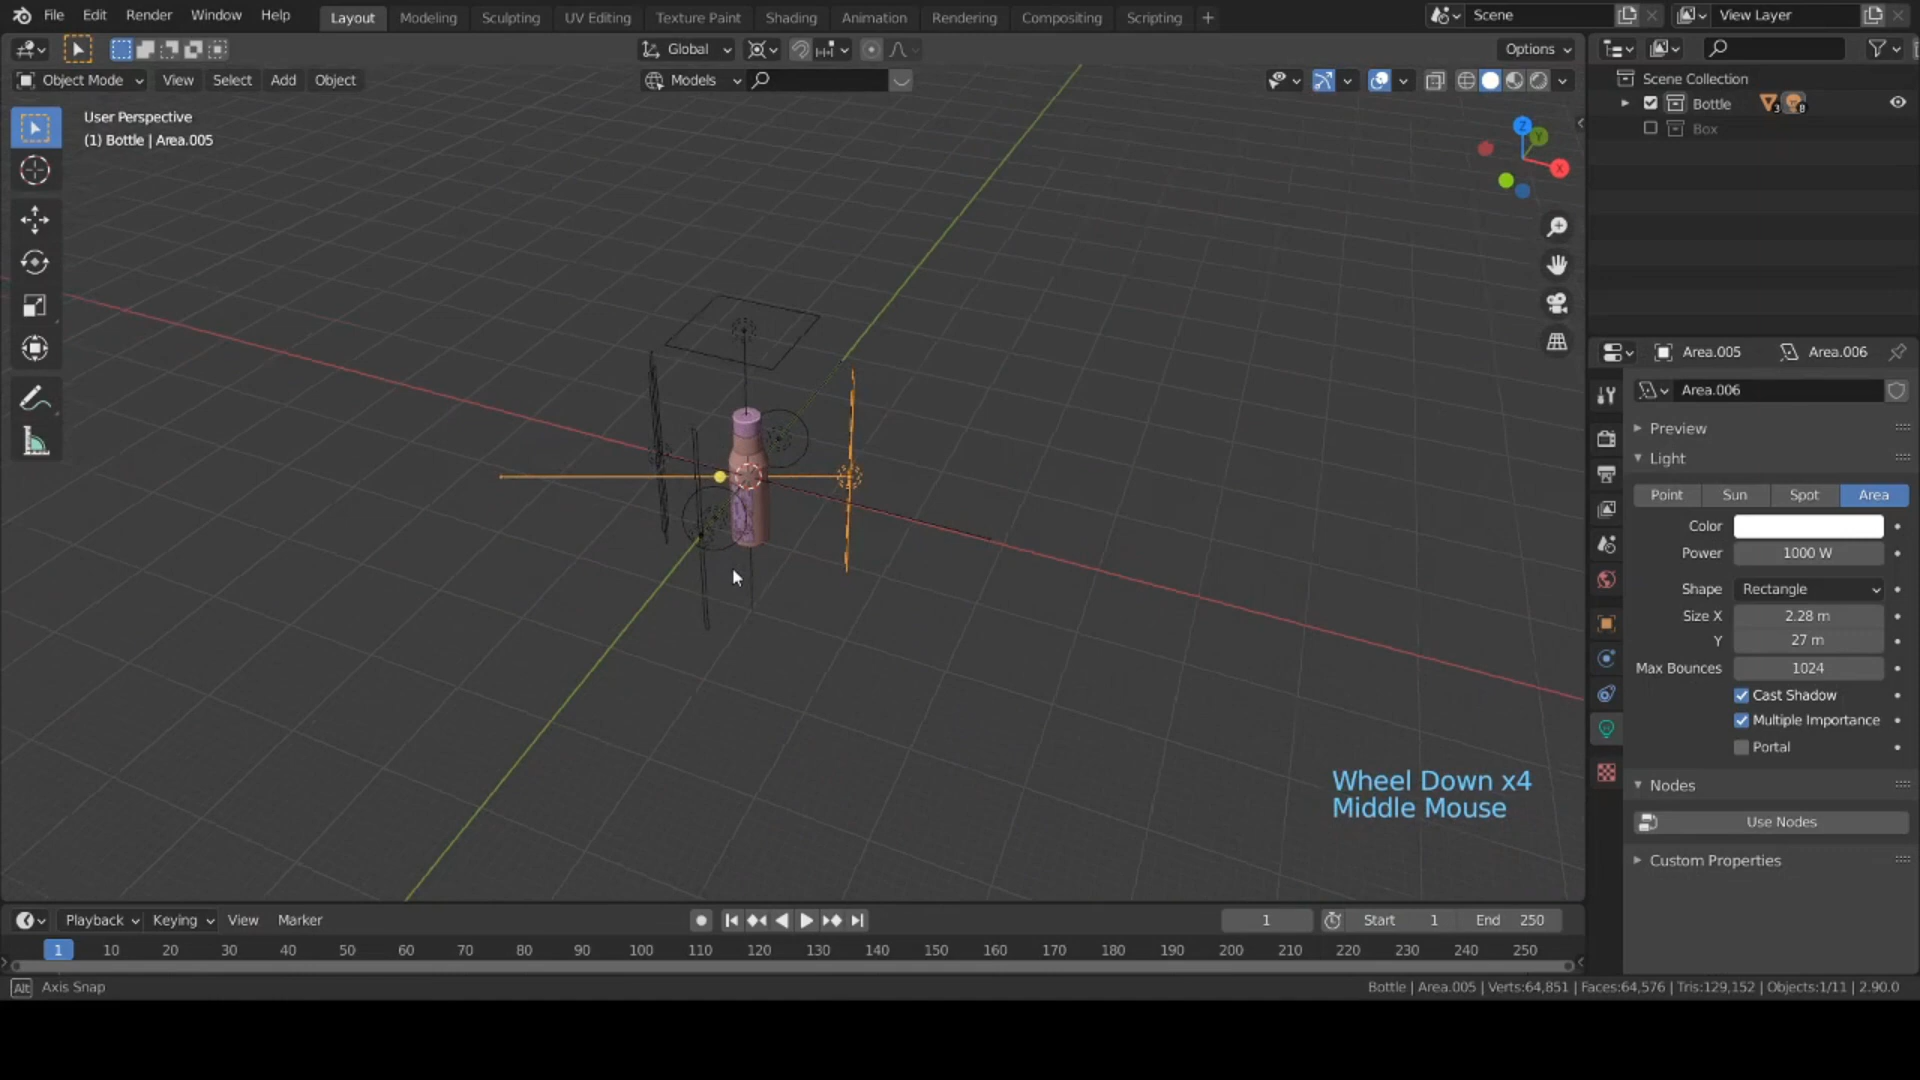 File Edit Render Window Help Layout Modeling Sculpting UV Editing Texture Paint Shading Animation Rendering Compositing Scripting + Scene View Layer
Global Options
Object Mode View Select Add Object Models
User Perspective
(1) Bottle | Area.005
Z
Y
X
Scene Collection
Bottle 3 8
Box
Area.005 Area.006
Area.006
Preview
Light
Point Sun Spot Area
Color
Power 1000 W
Shape Rectangle
Size X 2.28 m
Y 27 m
Max Bounces 1024
Cast Shadow
Multiple Importance
Portal
Nodes
Use Nodes
Custom Properties
Wheel Down x4
Middle Mouse
Playback Keying View Marker 1 Start 1 End 250
1 10 20 30 40 50 60 70 80 90 100 110 120 130 140 150 160 170 180 190 200 210 220 230 240 250
Alt Axis Snap Bottle | Area.005 | Verts:64,851 | Faces:64,576 | Tris:129,152 | Objects:1/11 | 2.90.0